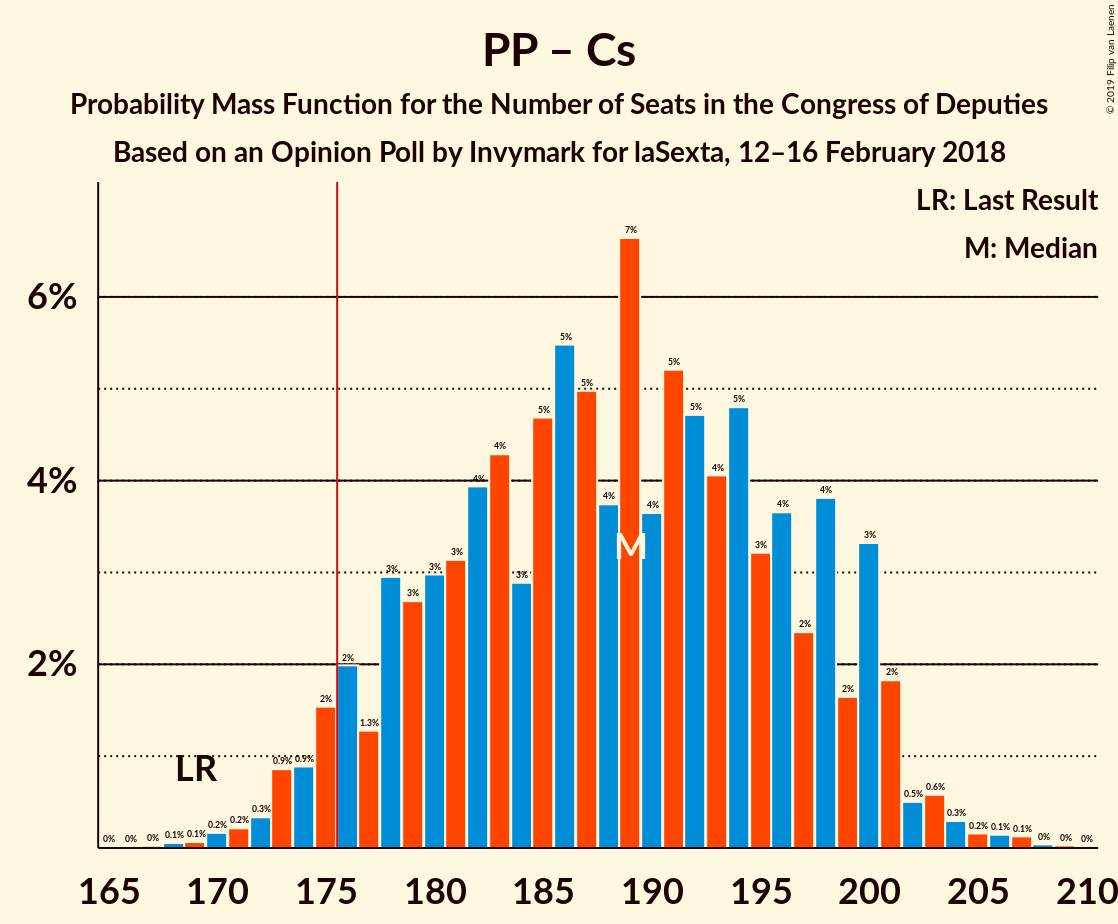 PP – Cs
Probability Mass Function for the Number of Seats in the Congress of Deputies
Based on an Opinion Poll by Invymark for laSexta, 12–16 February 2018
© 2019 Filip van Laenen
LR: Last Result
M: Median
6%
4%
2%
0% 0% 0% 0.1% 0.1% 0.2% 0.2% 0.3% 0.9% 0.9% 2% 2% 1.3% 3% 3% 3% 3% 4% 4% 3% 5% 5% 5% 4% 7% 4% 5% 5% 4% 5% 3% 4% 2% 4% 2% 3% 2% 0.5% 0.6% 0.3% 0.2% 0.1% 0.1% 0% 0% 0%
M
LR
165 170 175 180 185 190 195 200 205 210